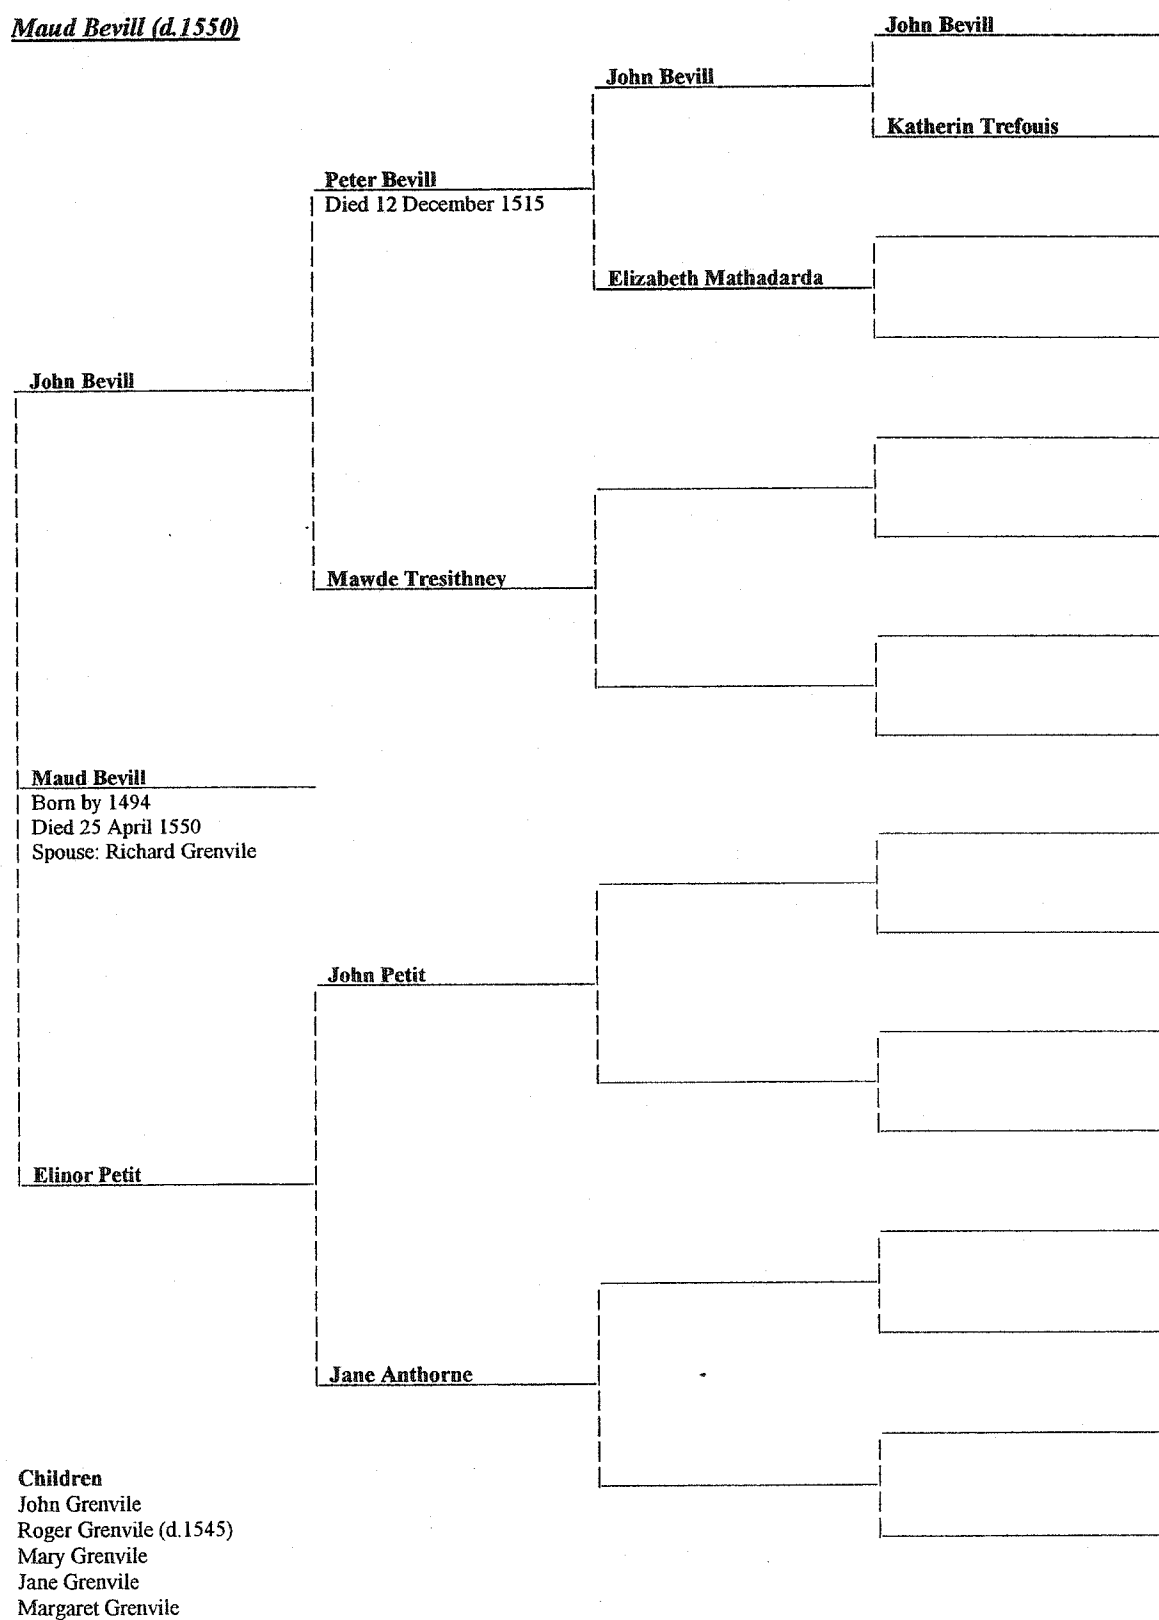 Maud Bevill (d.1550)
John Bevill
John Bevill
Katherin Trefouis
Peter Bevill
Died 12 December 1515
Elizabeth Mathadarda
John Bevill
Mawde Tresithney
Maud Bevill
Born by 1494
Died 25 April 1550
Spouse: Richard Grenvile
John Petit
Elinor Petit
Jane Anthorne
Children
John Grenvile
Roger Grenvile (d.1545)
Mary Grenvile
Jane Grenvile
Margaret Grenvile